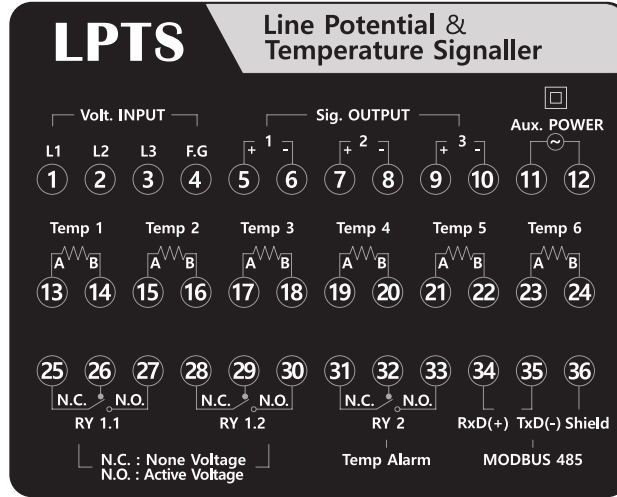 LPTS
Line Potential &
Temperature Signaller
Volt. INPUT Sig. OUTPUT
Aux. POWER
L1 L2 L3 F.G + 1 - + 2 - + 3 - ~
1 2 3 4 5 6 7 8 9 10 11 12
Temp 1 Temp 2 Temp 3 Temp 4 Temp 5 Temp 6
A B A B A B A B A B A B
13 14 15 16 17 18 19 20 21 22 23 24
25 26 27 28 29 30 31 32 33 34 35 36
N.C. N.O. N.C. N.O. N.C. N.O.
RY 1.1 RY 1.2 RY 2 RxD(+) TxD(-) Shield
N.C. : None Voltage Temp Alarm MODBUS 485
N.O. : Active Voltage